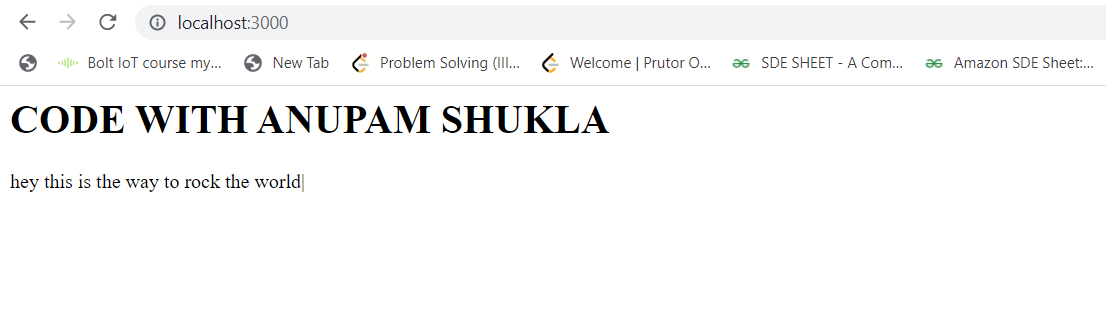 localhost:3000
Bolt IoT course my... New Tab Problem Solving (III... Welcome | Prutor O... SDE SHEET - A Com... Amazon SDE Sheet:...
CODE WITH ANUPAM SHUKLA
hey this is the way to rock the world|